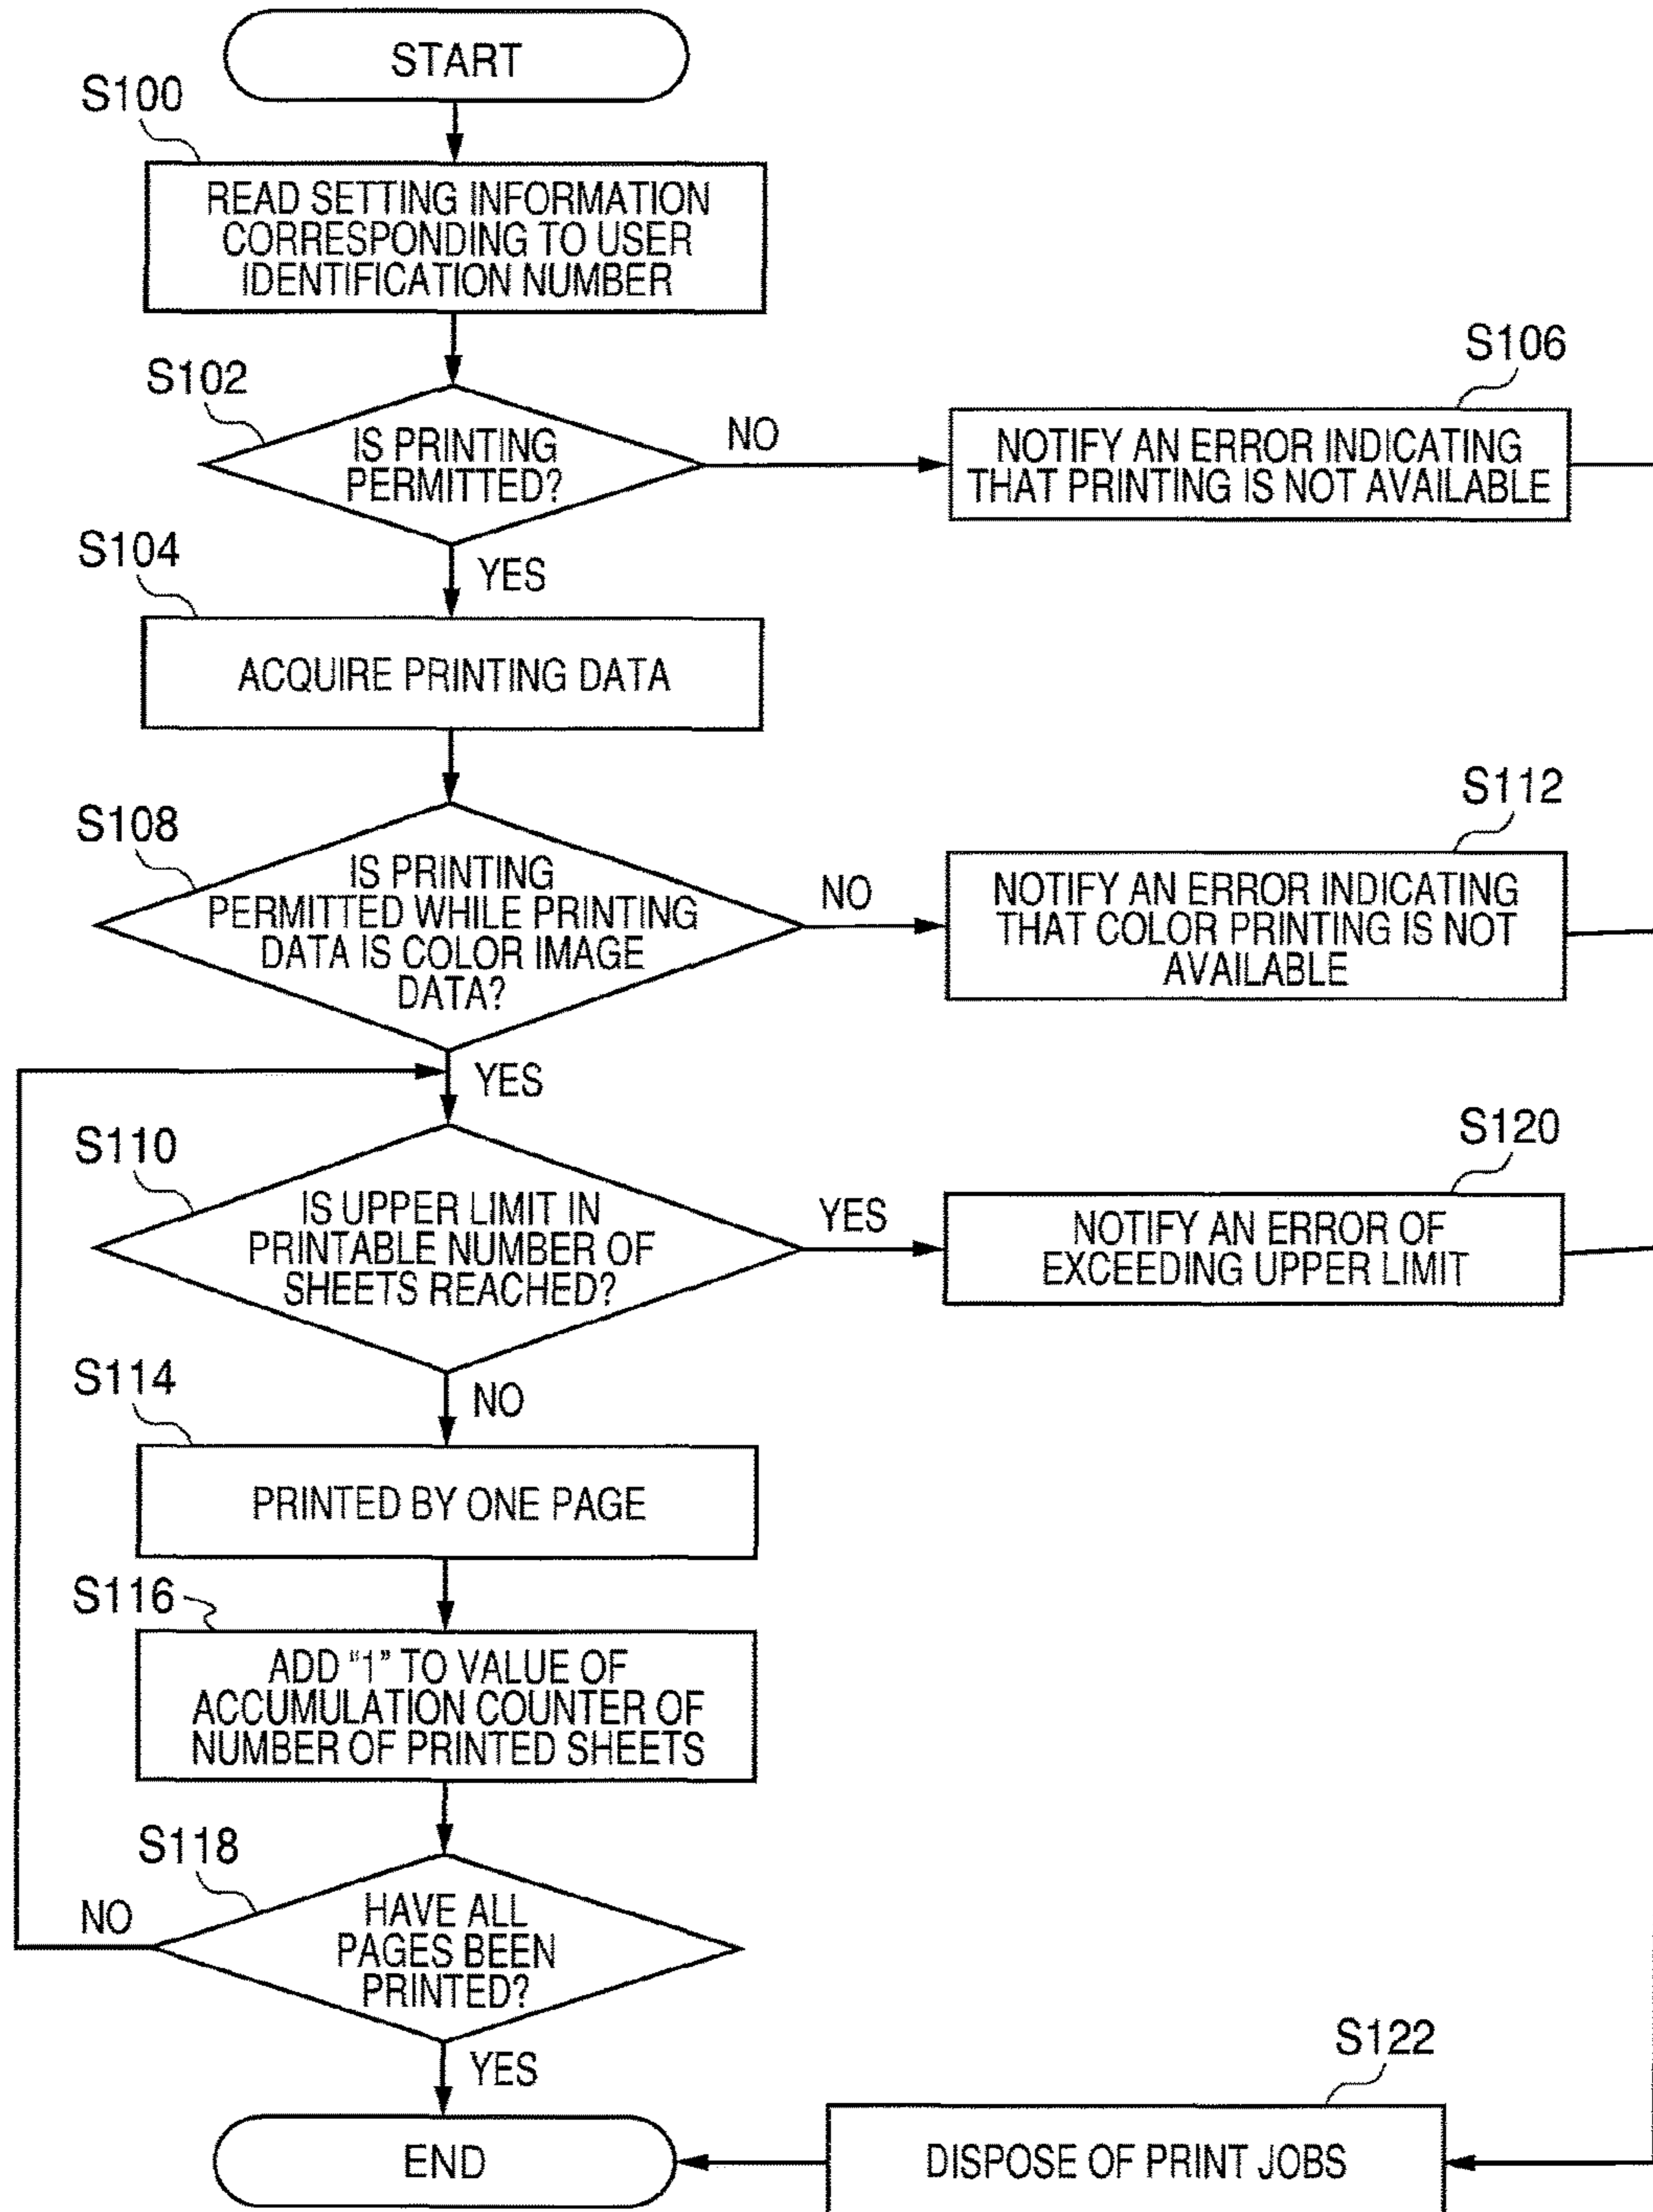 START
S100
READ SETTING INFORMATION
CORRESPONDING TO USER
IDENTIFICATION NUMBER
S102
IS PRINTING
PERMITTED?
NO
S106
NOTIFY AN ERROR INDICATING
THAT PRINTING IS NOT AVAILABLE
YES
S104
ACQUIRE PRINTING DATA
S108
IS PRINTING
PERMITTED WHILE PRINTING
DATA IS COLOR IMAGE
DATA?
NO
S112
NOTIFY AN ERROR INDICATING
THAT COLOR PRINTING IS NOT
AVAILABLE
YES
S110
IS UPPER LIMIT IN
PRINTABLE NUMBER OF
SHEETS REACHED?
YES
S120
NOTIFY AN ERROR OF
EXCEEDING UPPER LIMIT
NO
S114
PRINTED BY ONE PAGE
S116
ADD "1" TO VALUE OF
ACCUMULATION COUNTER OF
NUMBER OF PRINTED SHEETS
S118
HAVE ALL
PAGES BEEN
PRINTED?
NO
YES
S122
DISPOSE OF PRINT JOBS
END